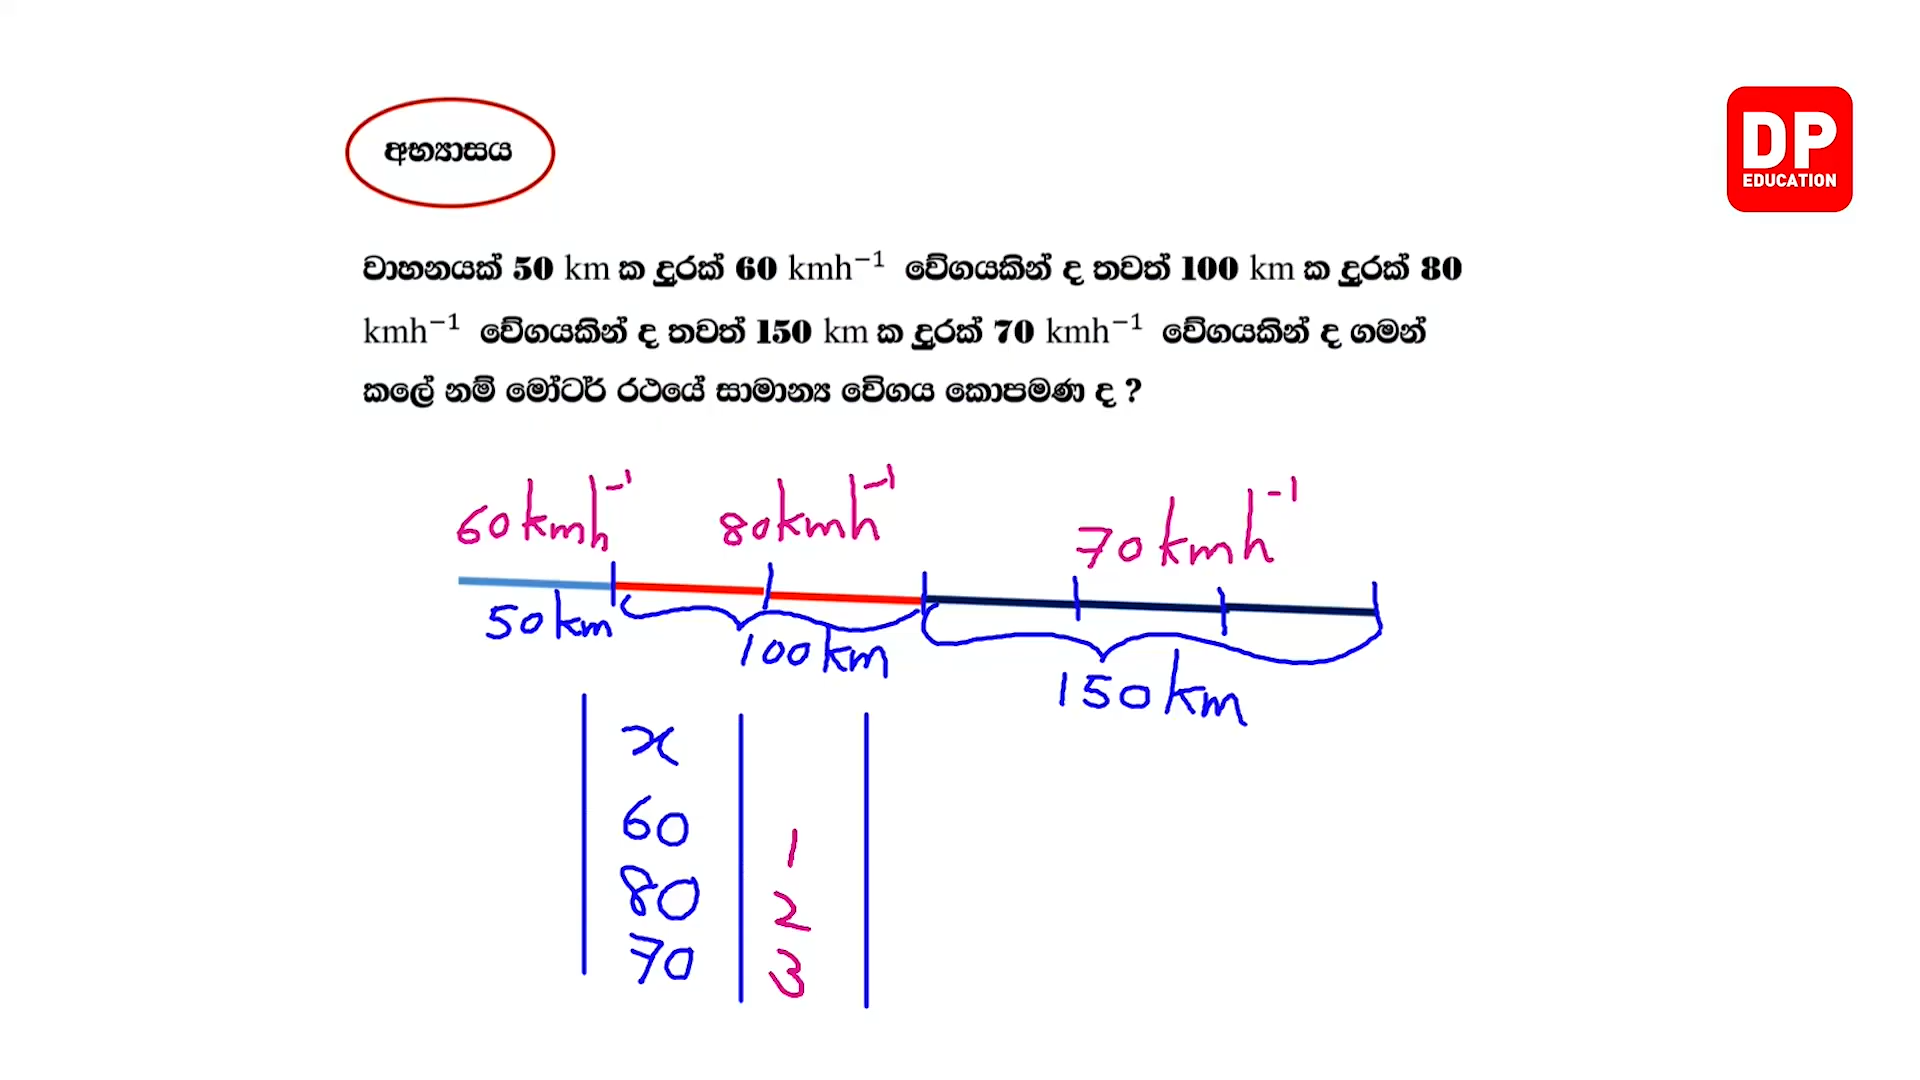 අභ්‍යාසය
DP
EDUCATION
වාහනයක් 50 km ක දුරක් 60 kmh⁻¹ වේගයකින් ද තවත් 100 km ක දුරක් 80
kmh⁻¹ වේගයකින් ද තවත් 150 km ක දුරක් 70 kmh⁻¹ වේගයකින් ද ගමන්
කලේ නම් මෝටර් රථයේ සාමාන්‍ය වේගය කොපමණ ද ?
60kmh⁻¹ 80kmh⁻¹ 70kmh⁻¹
50km 100km 150km
x
60 1
80 2
70 3